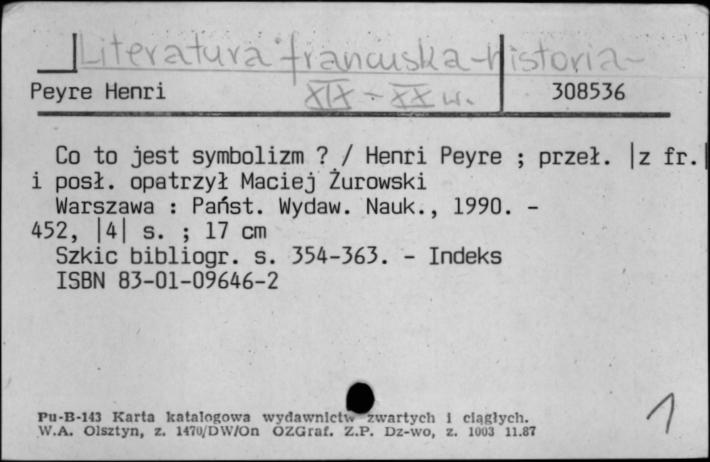 Literatura francuska-historia-
XIX - XX w.
Peyre Henri 308536
Co to jest symbolizm ? / Henri Peyre ; przeł. |z fr.|
i posł. opatrzył Maciej Żurowski
Warszawa : Państ. Wydaw. Nauk., 1990. -
452, |4| s. ; 17 cm
Szkic bibliogr. s. 354-363. - Indeks
ISBN 83-01-09646-2
Pu-B-143 Karta katalogowa wydawnictw zwartych i ciągłych.
W.A. Olsztyn, z. 1470/DW/On OZGraf. Z.P. Dz-wo, z. 1003 11.87
1